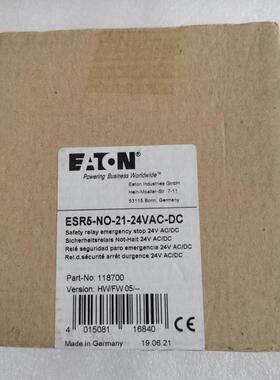 EATON
Powering Business Worldwide™
Eaton Industries GmbH
Hein-Moeller-Str. 7-11
53115 Bonn, Germany
ESR5-NO-21-24VAC-DC
Safety relay emergency stop 24V AC/DC
Sicherheitsrelais Not-Halt 24V AC/DC
Relé seguridad paro emergencia 24V AC/DC
Rel.d.sécurité arrêt durgence 24V AC/DC
Part-No: 118700
Version: HW/FW 05/--
4 015081 16840
Made in Germany 19.06.21